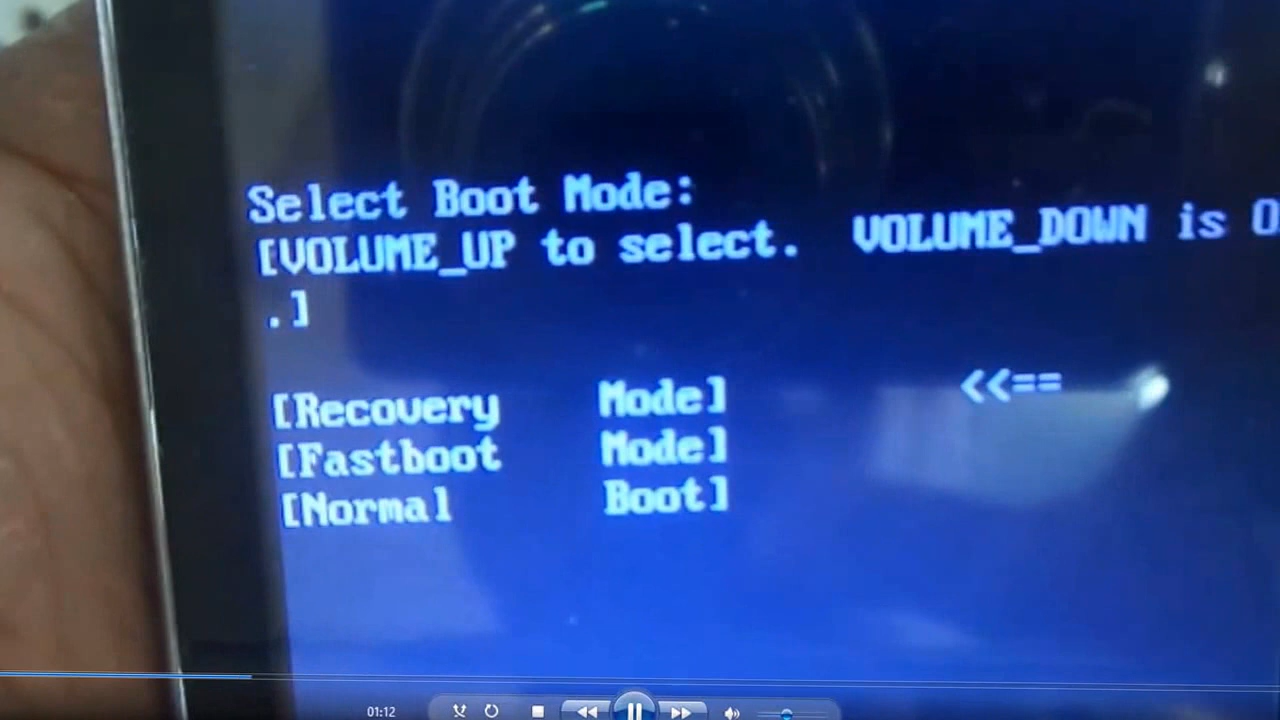 Select Boot Mode:
[VOLUME_UP to select.  VOLUME_DOWN is
.]
[Recovery Mode] <<==
[Fastboot Mode]
[Normal Boot]
01:12